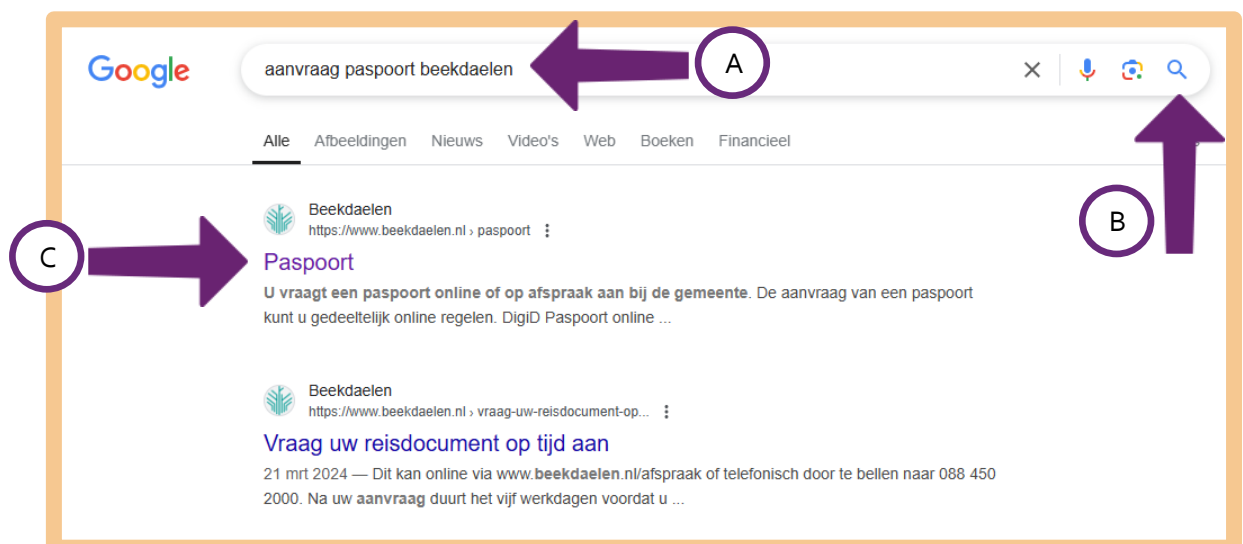 Google
aanvraag paspoort beekdaelen
A
Alle Afbeeldingen Nieuws Video's Web Boeken Financieel
B
Beekdaelen
https://www.beekdaelen.nl › paspoort
C
Paspoort
U vraagt een paspoort online of op afspraak aan bij de gemeente. De aanvraag van een paspoort
kunt u gedeeltelijk online regelen. DigiD Paspoort online ...
Beekdaelen
https://www.beekdaelen.nl › vraag-uw-reisdocument-op...
Vraag uw reisdocument op tijd aan
21 mrt 2024 — Dit kan online via www.beekdaelen.nl/afspraak of telefonisch door te bellen naar 088 450
2000. Na uw aanvraag duurt het vijf werkdagen voordat u ...